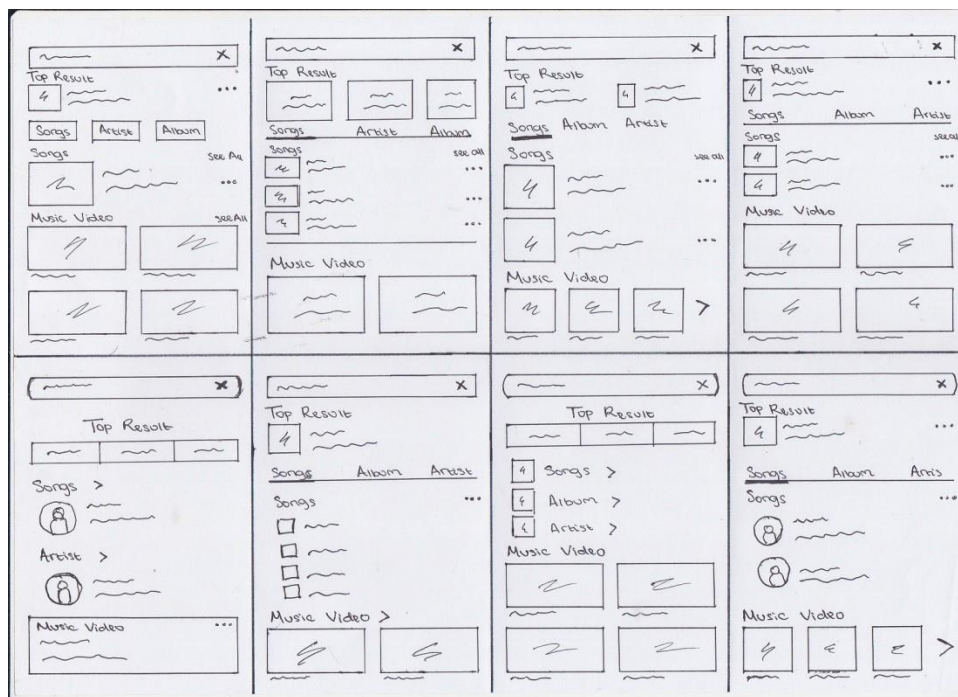 x
Top Result
Songs Artist Album
Songs See All
Music Video see All
x
Top Result
Songs Artist Album
Songs see all
Music Video
x
Top Result
Songs Album Artist
Songs see all
Music Video >
x
Top Result
Songs Album Artist
Songs see all
Music Video
x
Top Result
Songs >
Artist >
Music Video
x
Top Result
Songs Album Artist
Songs
Music Video >
x
Top Result
Songs >
Album >
Artist >
Music Video
x
Top Result
Songs Album Artis
Songs
Music Video
>